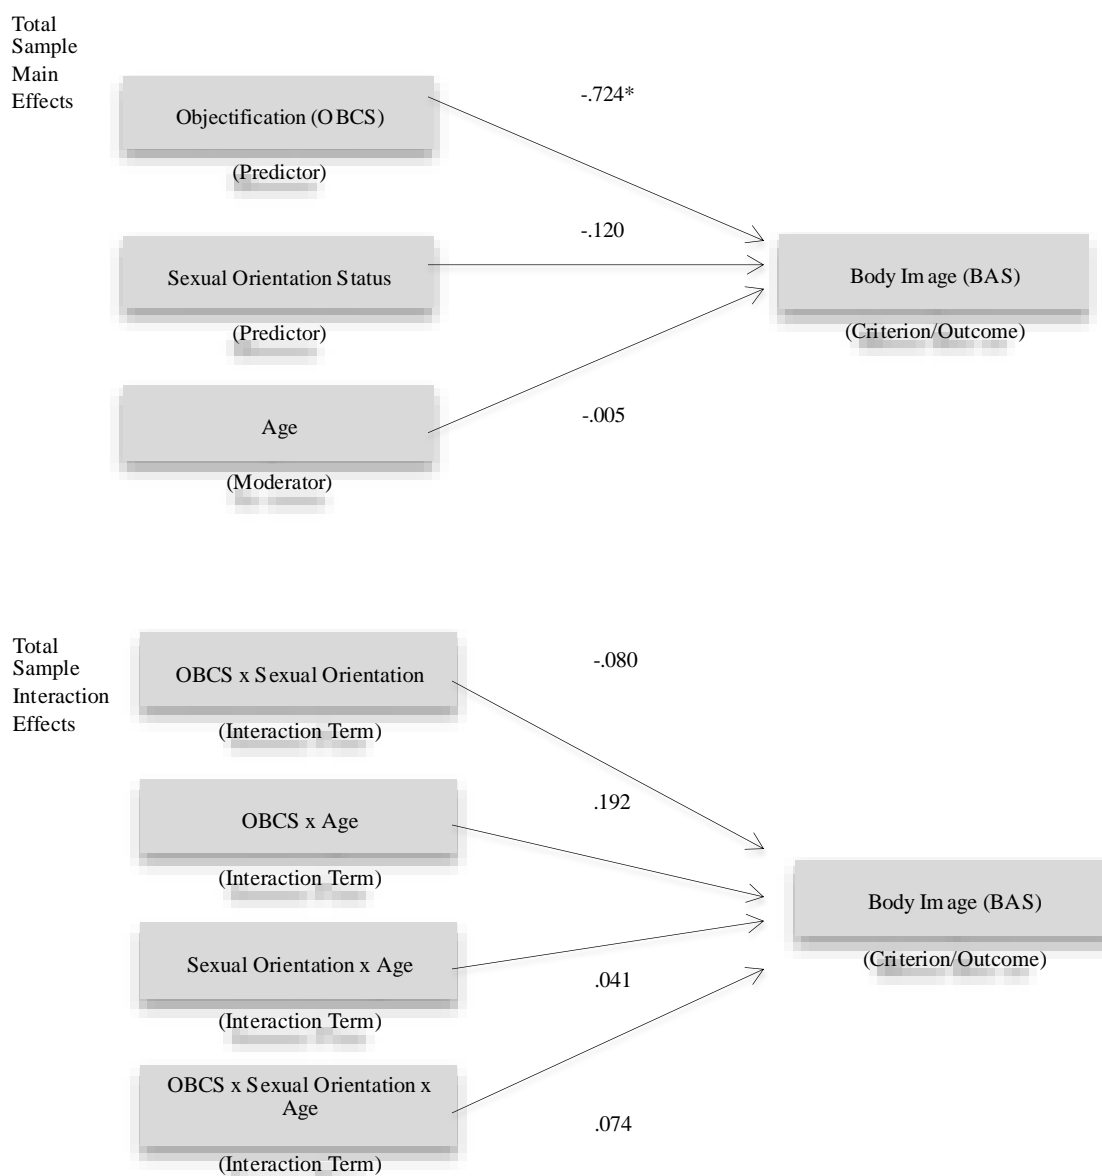 Total
Sample
Main
Effects
Objectification (OBCS)
(Predictor)
-.724*
Sexual Orientation Status
(Predictor)
-.120
Age
(Moderator)
-.005
Body Image (BAS)
(Criterion/Outcome)
Total
Sample
Interaction
Effects
OBCS x Sexual Orientation
(Interaction Term)
-.080
OBCS x Age
(Interaction Term)
.192
Sexual Orientation x Age
(Interaction Term)
.041
OBCS x Sexual Orientation x
Age
(Interaction Term)
.074
Body Image (BAS)
(Criterion/Outcome)